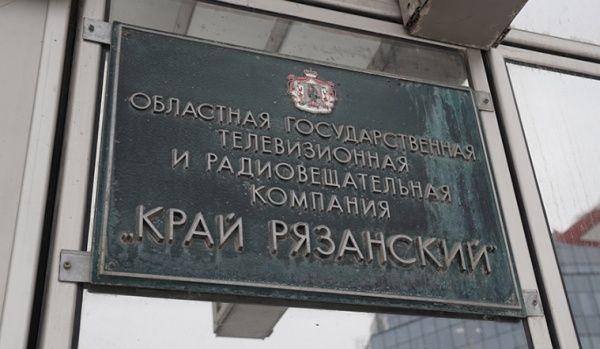 ОБЛАСТНАЯ ГОСУДАРСТВЕННАЯ
ТЕЛЕВИЗИОННАЯ
И РАДИОВЕЩАТЕЛЬНАЯ
КОМПАНИЯ
„КРАЙ РЯЗАНСКИЙ"